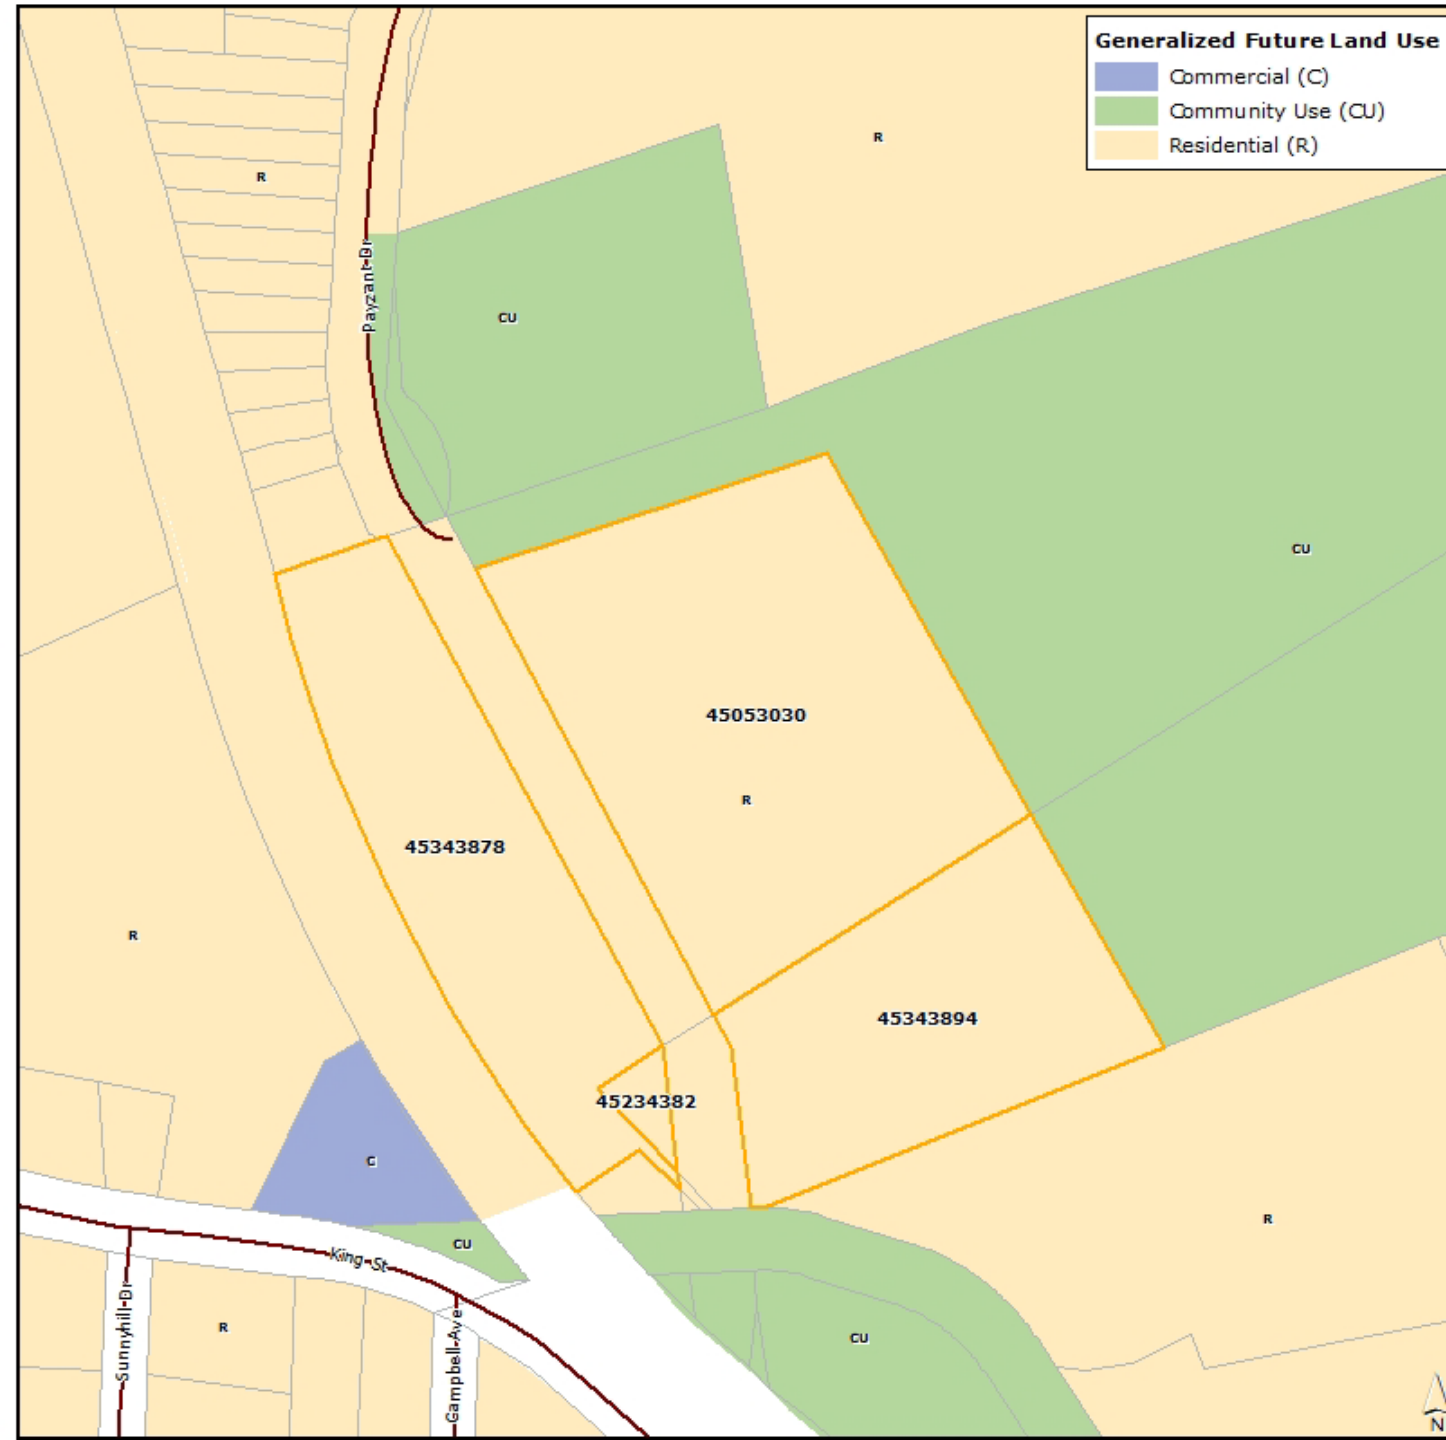 Generalized Future Land Use
Commercial (C)
Community Use (CU)
Residential (R)
R
R
Payzant Dr
CU
CU
45053030
R
45343878
R
45343894
45234382
C
R
CU
King St
Sunnyhill Dr
R
Campbell Ave
CU
N